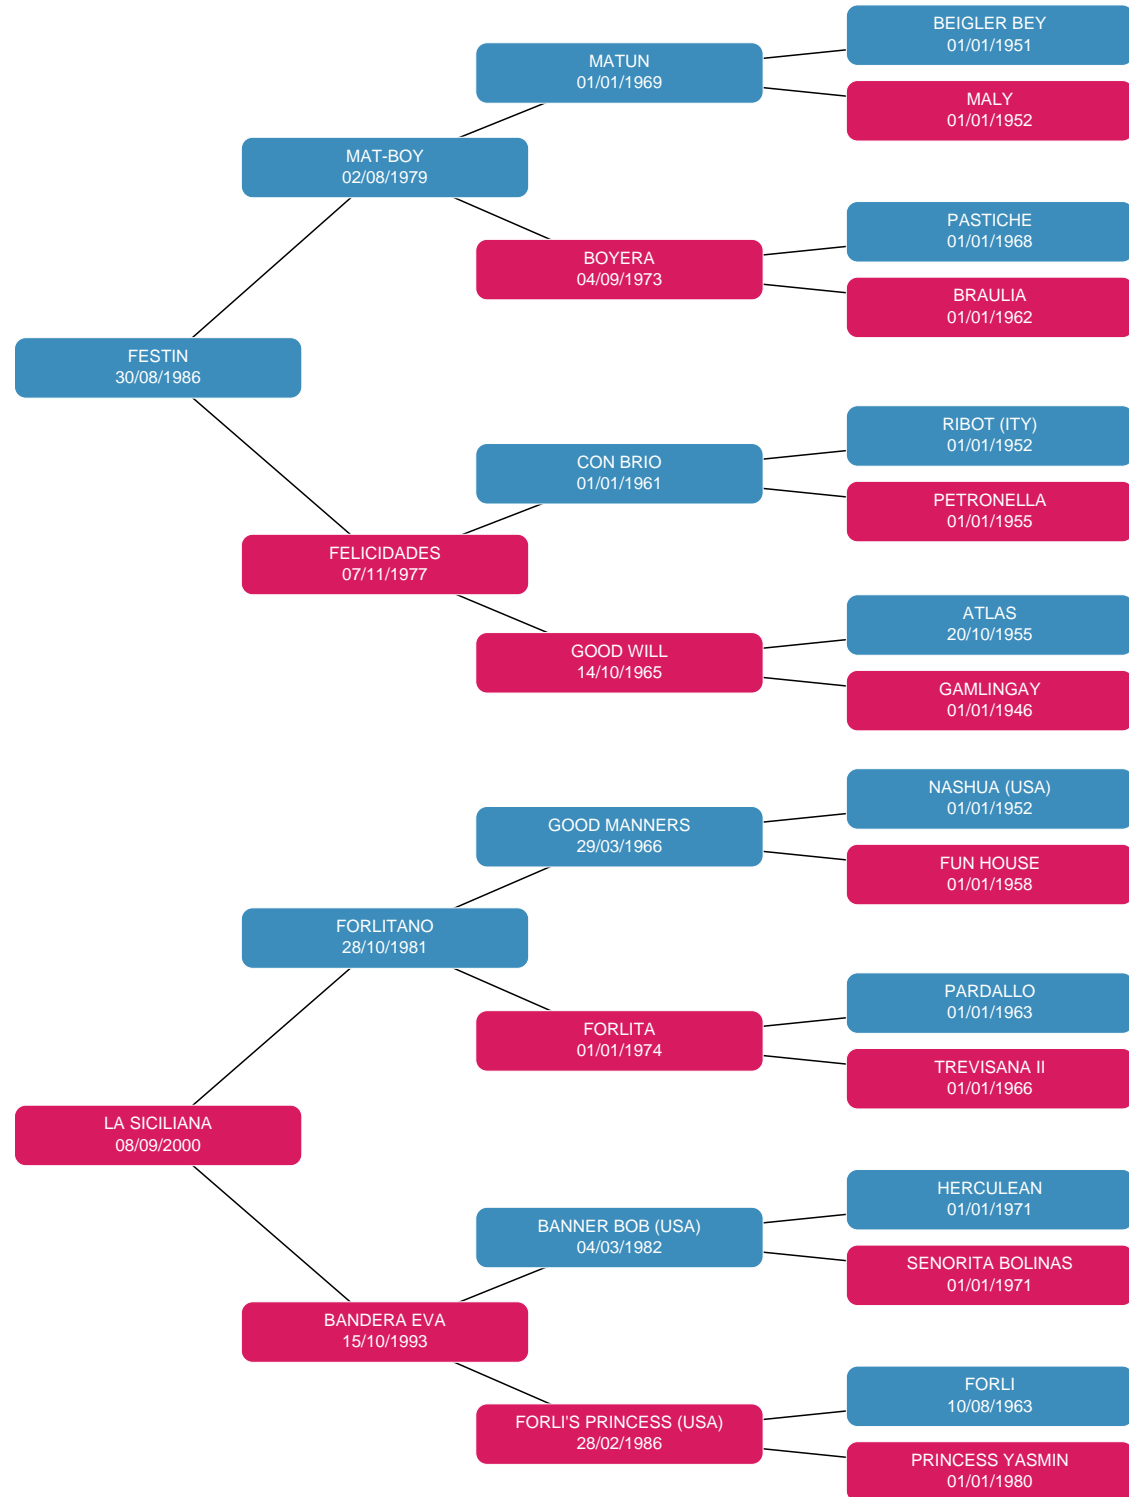 BEIGLER BEY
01/01/1951
MATUN
01/01/1969
MALY
01/01/1952
MAT-BOY
02/08/1979
PASTICHE
01/01/1968
BOYERA
04/09/1973
BRAULIA
01/01/1962
FESTIN
30/08/1986
RIBOT (ITY)
01/01/1952
CON BRIO
01/01/1961
PETRONELLA
01/01/1955
FELICIDADES
07/11/1977
ATLAS
20/10/1955
GOOD WILL
14/10/1965
GAMLINGAY
01/01/1946
NASHUA (USA)
01/01/1952
GOOD MANNERS
29/03/1966
FUN HOUSE
01/01/1958
FORLITANO
28/10/1981
PARDALLO
01/01/1963
FORLITA
01/01/1974
TREVISANA II
01/01/1966
LA SICILIANA
08/09/2000
HERCULEAN
01/01/1971
BANNER BOB (USA)
04/03/1982
SENORITA BOLINAS
01/01/1971
BANDERA EVA
15/10/1993
FORLI
10/08/1963
FORLI'S PRINCESS (USA)
28/02/1986
PRINCESS YASMIN
01/01/1980